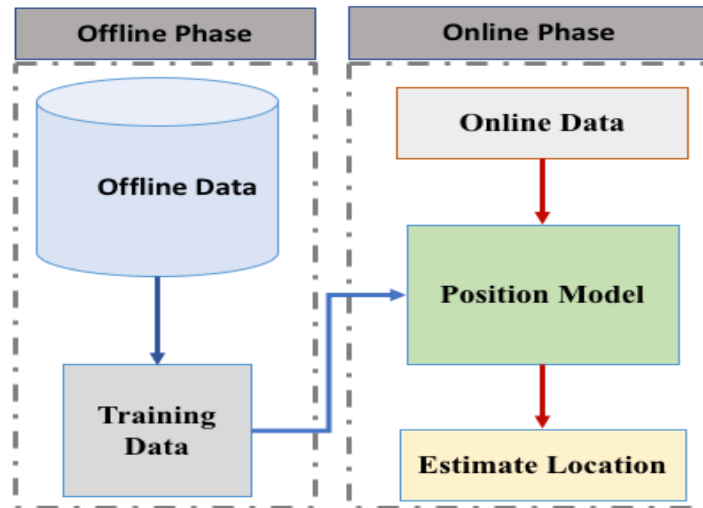 Offline Phase
Online Phase
Offline Data
Training
Data
Online Data
Position Model
Estimate Location